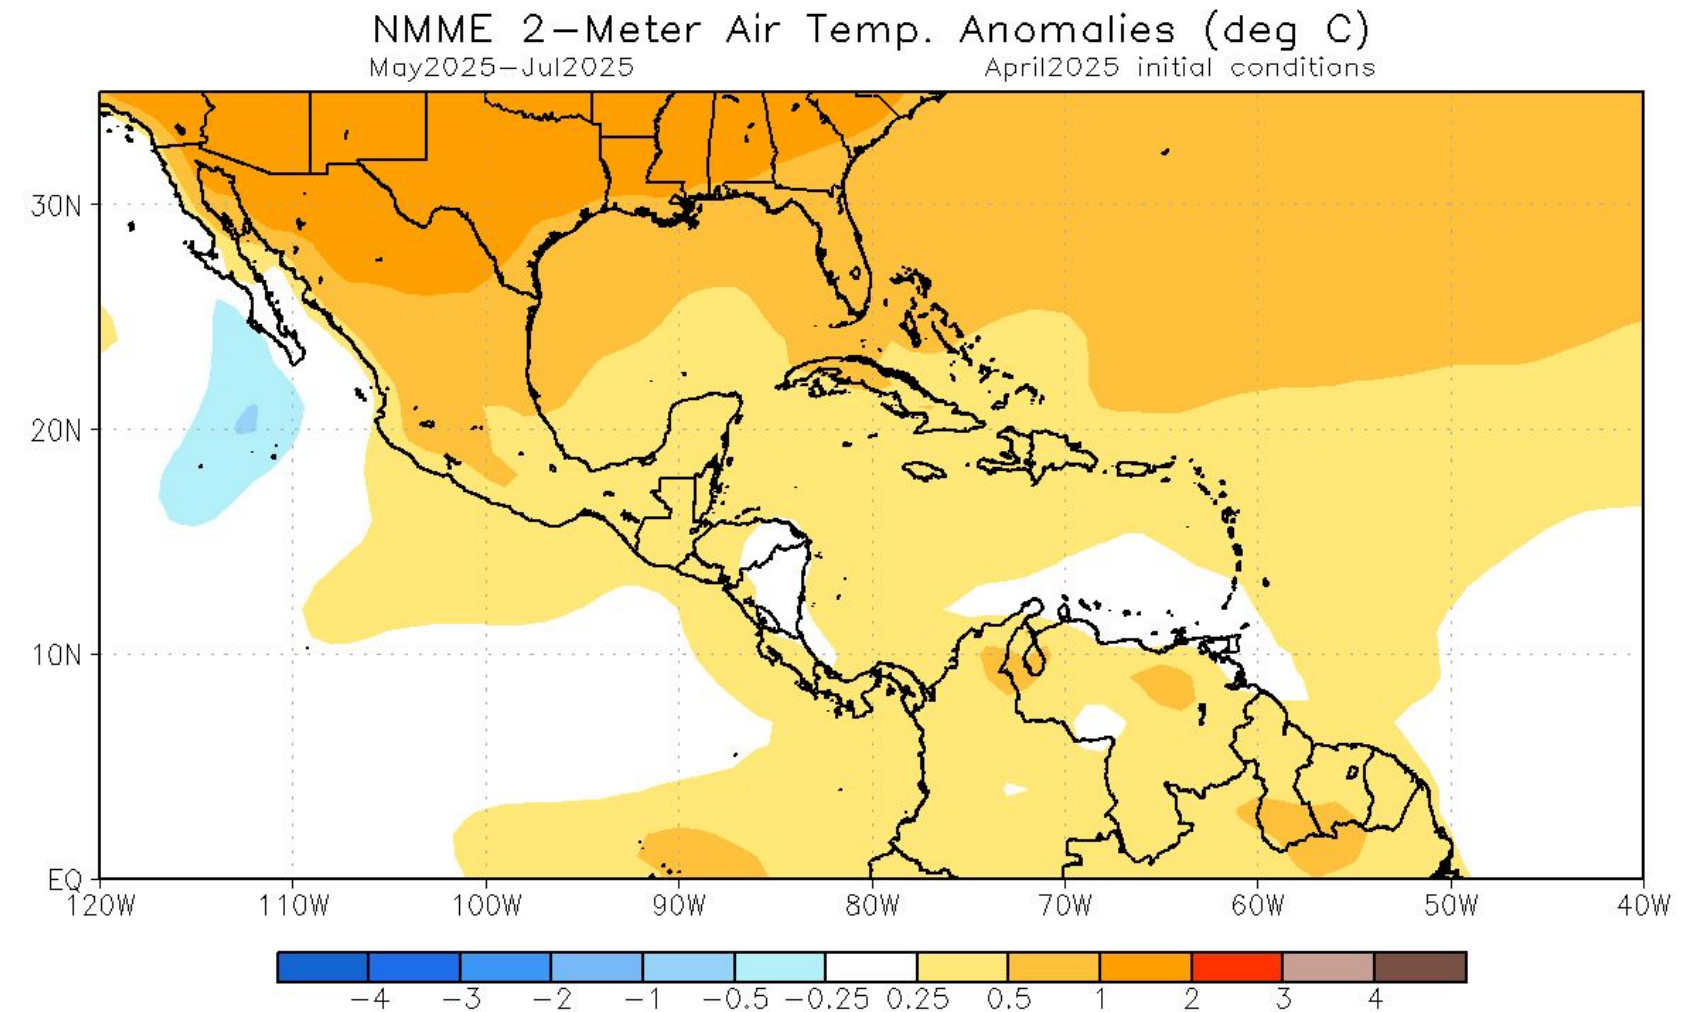 NMME 2-Meter Air Temp. Anomalies (deg C)
May2025-Jul2025 April2025 initial conditions
30N
20N
10N
EQ
120W 110W 100W 90W 80W 70W 60W 50W 40W
-4 -3 -2 -1 -0.5 -0.25 0.25 0.5 1 2 3 4